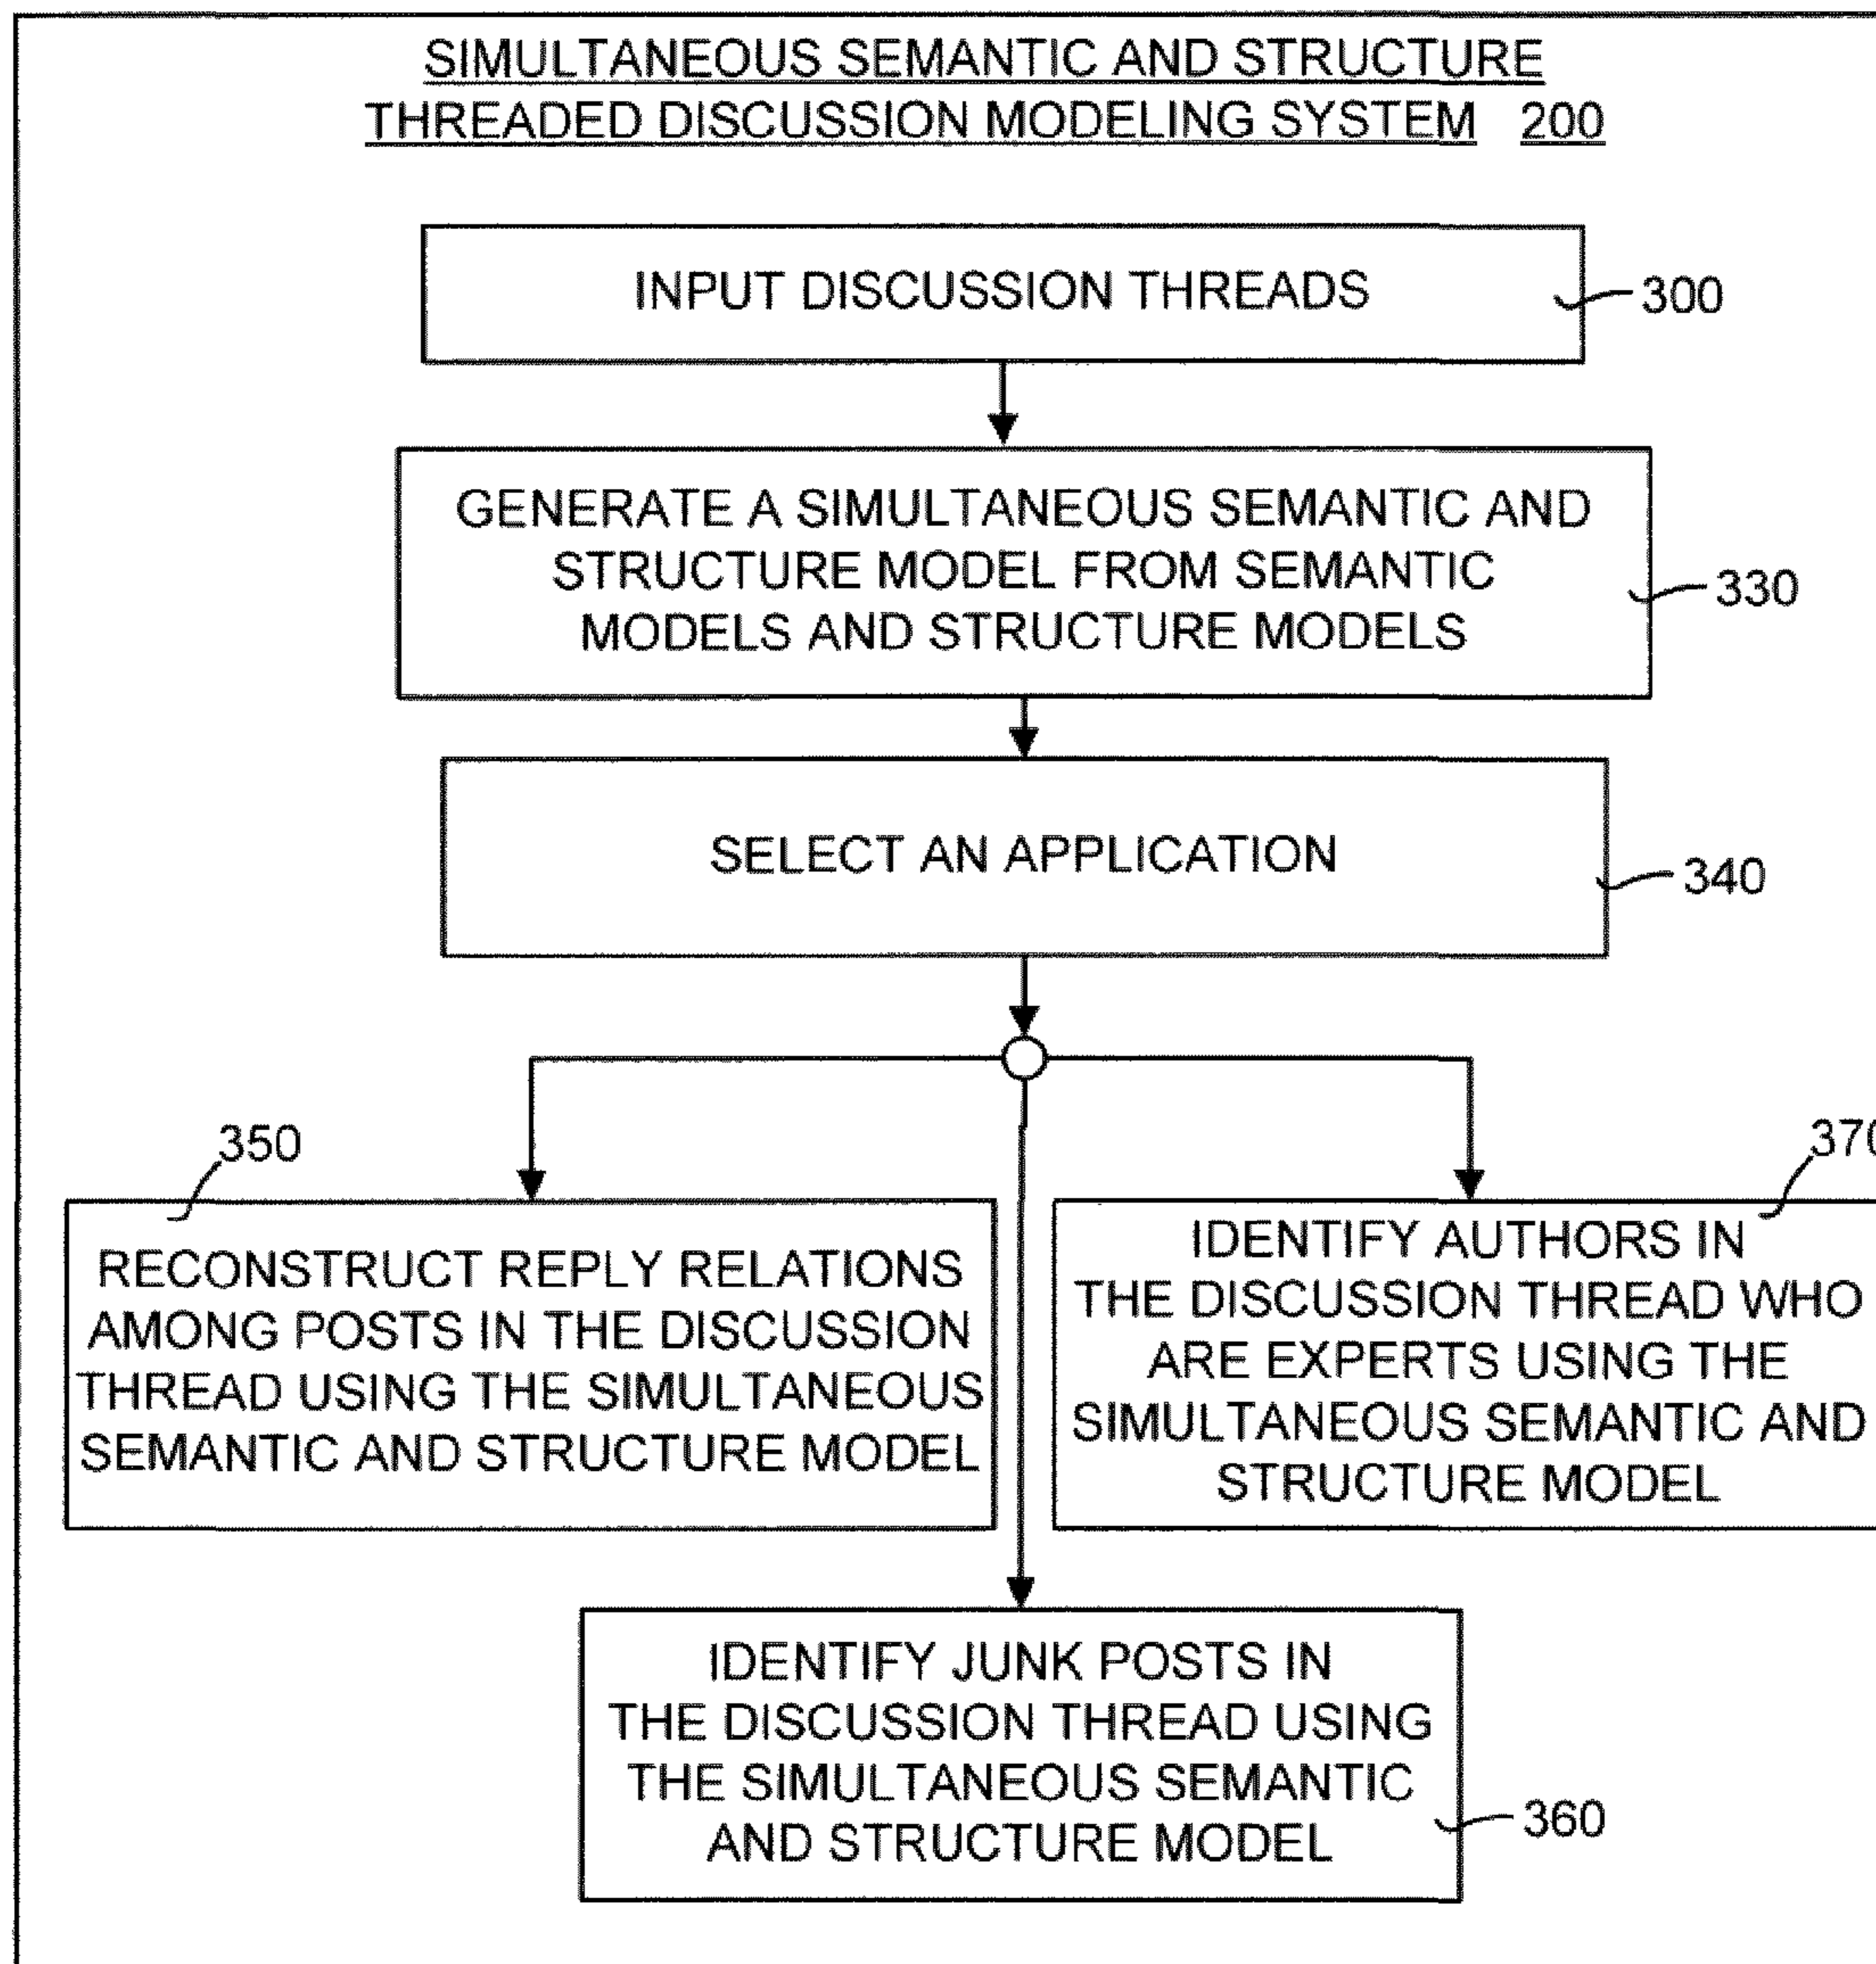 SIMULTANEOUS SEMANTIC AND STRUCTURE
THREADED DISCUSSION MODELING SYSTEM 200
INPUT DISCUSSION THREADS
300
GENERATE A SIMULTANEOUS SEMANTIC AND
STRUCTURE MODEL FROM SEMANTIC
MODELS AND STRUCTURE MODELS
330
SELECT AN APPLICATION
340
350
RECONSTRUCT REPLY RELATIONS
AMONG POSTS IN THE DISCUSSION
THREAD USING THE SIMULTANEOUS
SEMANTIC AND STRUCTURE MODEL
370
IDENTIFY AUTHORS IN
THE DISCUSSION THREAD WHO
ARE EXPERTS USING THE
SIMULTANEOUS SEMANTIC AND
STRUCTURE MODEL
IDENTIFY JUNK POSTS IN
THE DISCUSSION THREAD USING
THE SIMULTANEOUS SEMANTIC
AND STRUCTURE MODEL
360